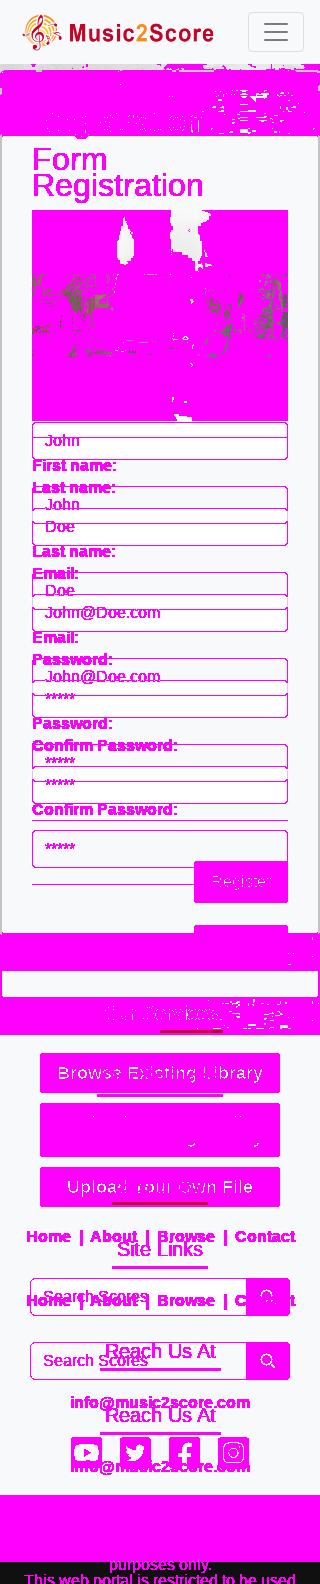 Music2Score
Form
Registration
John
First name:
Last name:
John
Doe
Last name:
Email:
Doe
John@Doe.com
Email:
Password:
John@Doe.com
*****
Password:
Confirm Password:
*****
*****
Confirm Password:
*****
Register
Our Services
Browse Existing Library
Upload Your Own File
Home | About | Browse | Contact
Site Links
Search Scores
Home | About | Browse | Contact
Reach Us At
Search Scores
info@music2score.com
Reach Us At
info@music2score.com
purposes only.
This web portal is restricted to be used